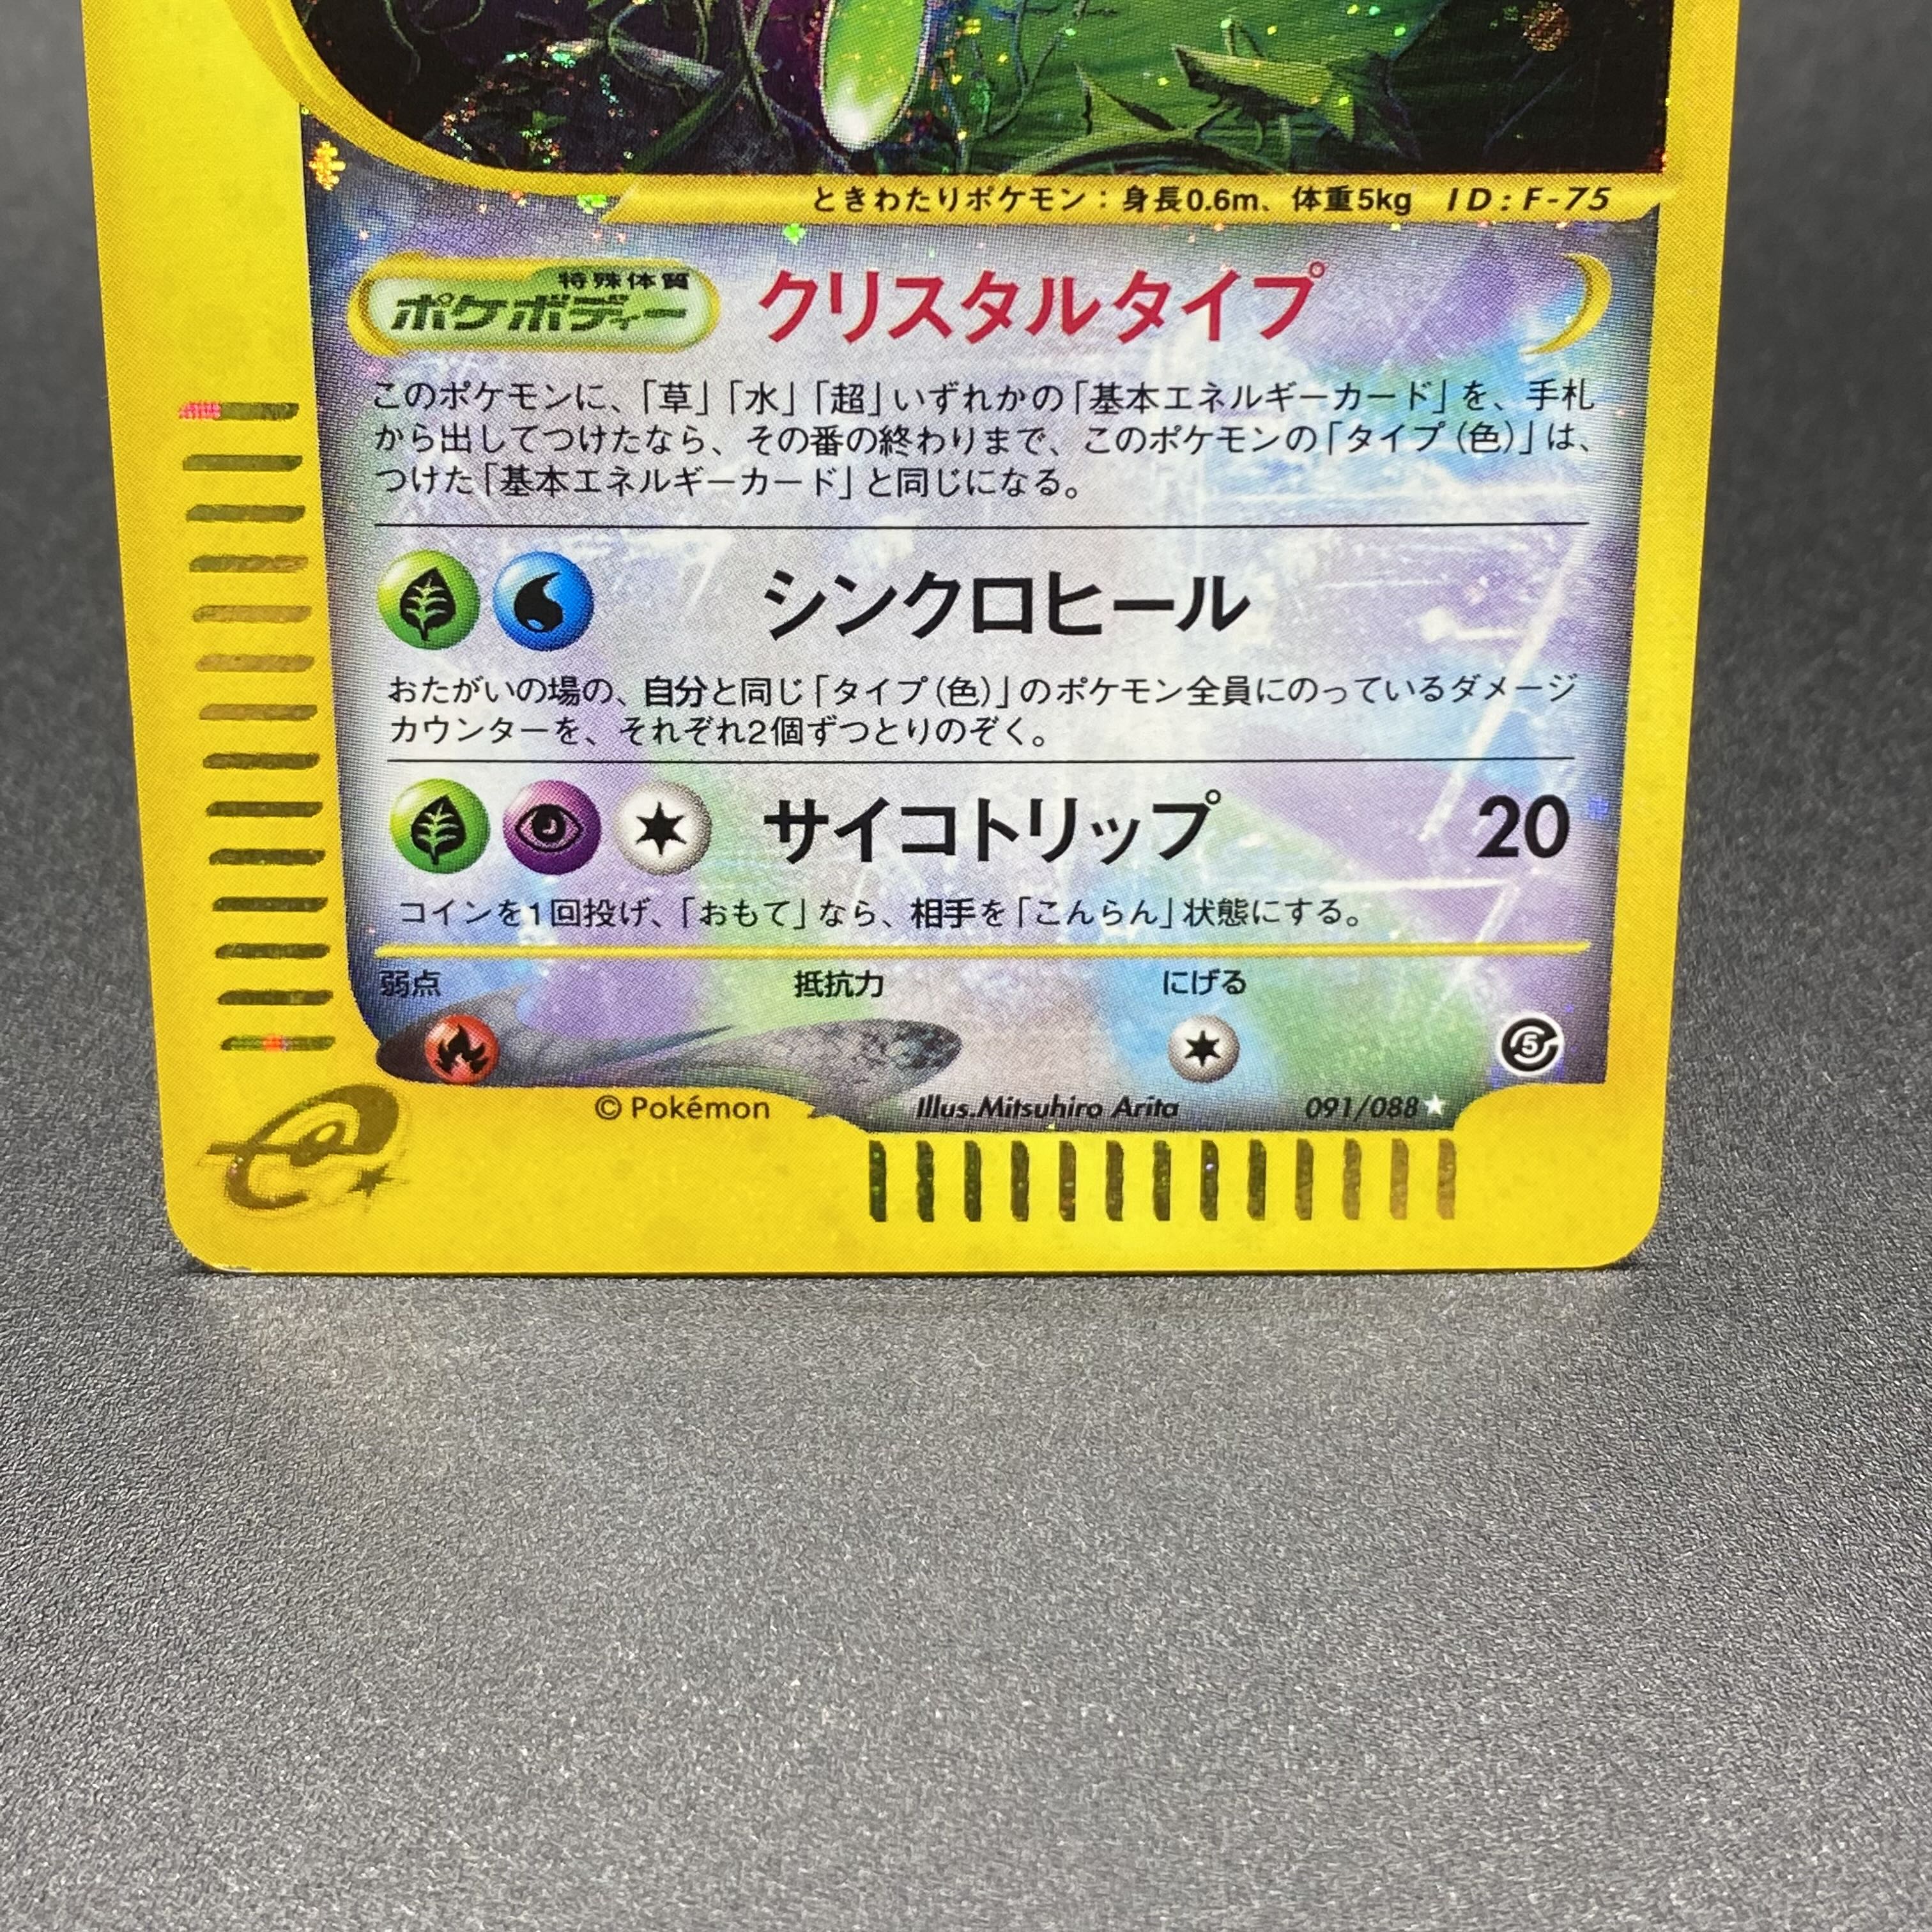 ときわたりポケモン：身長0.6m、体重5kg ID:F-75
特殊体質
ポケボディー クリスタルタイプ
このポケモンに、「草」「水」「超」いずれかの「基本エネルギーカード」を、手札
から出してつけたなら、その番の終わりまで、このポケモンの「タイプ(色)」は、
つけた「基本エネルギーカード」と同じになる。
シンクロヒール
おたがいの場の、自分と同じ「タイプ(色)」のポケモン全員にのっているダメージ
カウンターを、それぞれ2個ずつとりのぞく。
サイコトリップ 20
コインを1回投げ、「おもて」なら、相手を「こんらん」状態にする。
弱点 抵抗力 にげる
5
© Pokémon Illus.Mitsuhiro Arita 091/088★
e